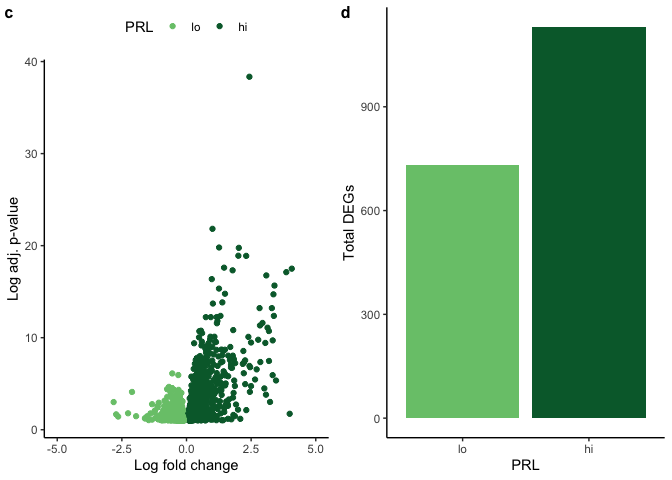 c
PRL lo hi
Log adj. p-value
40
30
20
10
0
-5.0 -2.5 0.0 2.5 5.0
Log fold change
d
Total DEGs
900
600
300
0
lo hi
PRL